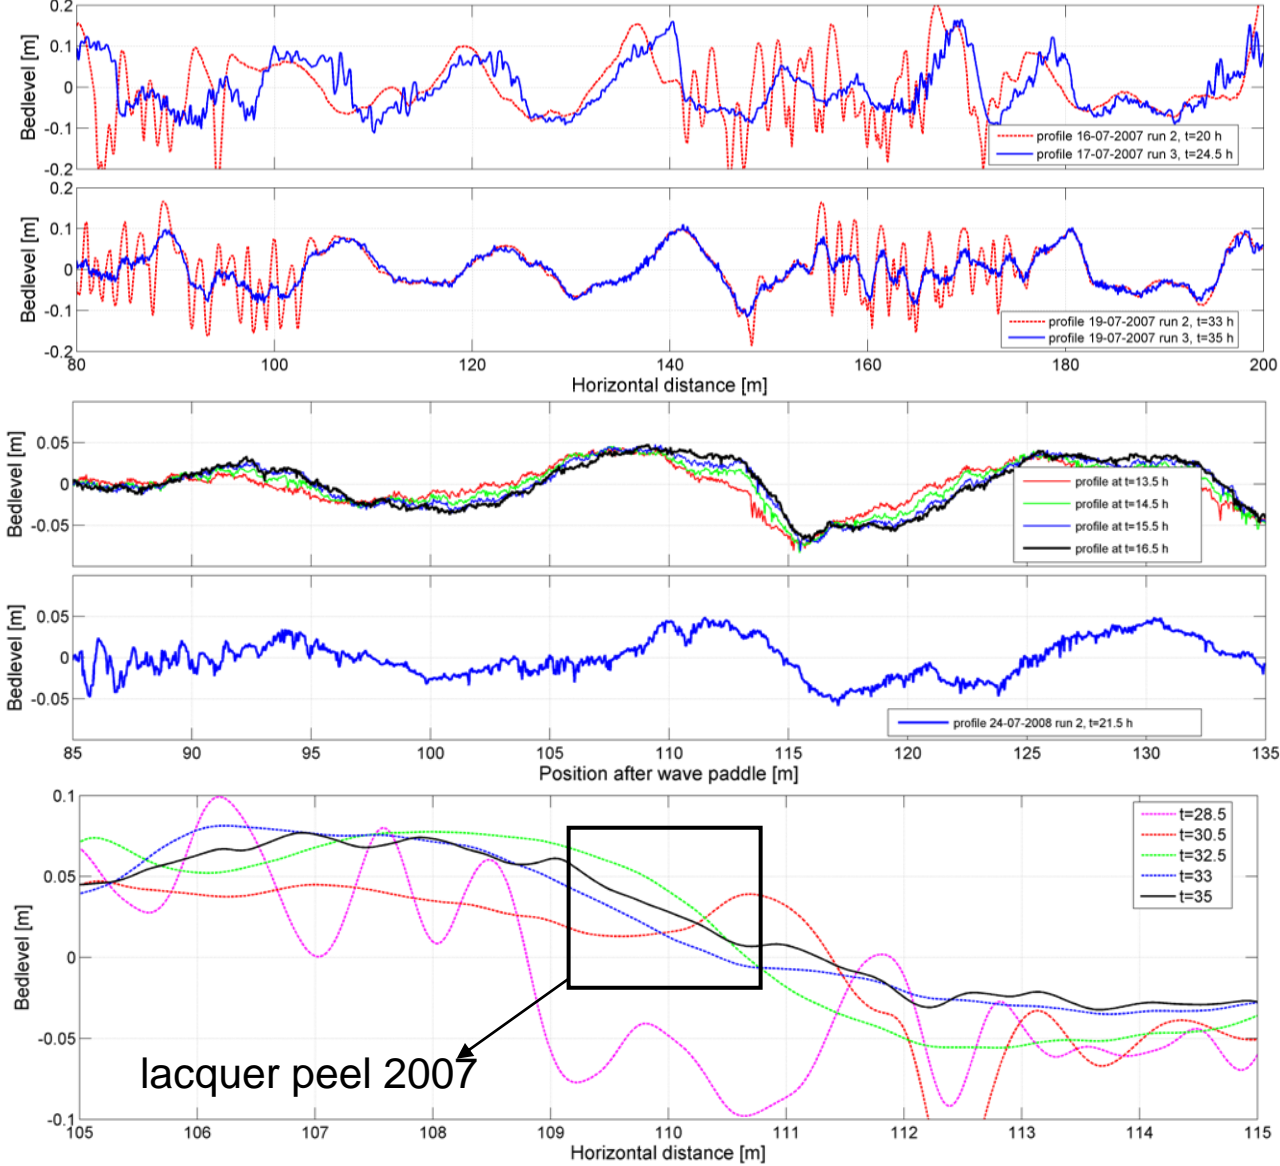 0.2
0.1
0
-0.1
-0.2
Bedlevel [m]
profile 16-07-2007 run 2, t=20 h
profile 17-07-2007 run 3, t=24.5 h
0.2
0.1
0
-0.1
-0.2
Bedlevel [m]
profile 19-07-2007 run 2, t=33 h
profile 19-07-2007 run 3, t=35 h
80 100 120 140 160 180 200
Horizontal distance [m]
0.05
0
-0.05
Bedlevel [m]
profile at t=13.5 h
profile at t=14.5 h
profile at t=15.5 h
profile at t=16.5 h
0.05
0
-0.05
Bedlevel [m]
profile 24-07-2008 run 2, t=21.5 h
85 90 95 100 105 110 115 120 125 130 135
Position after wave paddle [m]
0.1
0.05
0
-0.05
-0.1
Bedlevel [m]
t=28.5
t=30.5
t=32.5
t=33
t=35
lacquer peel 2007
105 106 107 108 109 110 111 112 113 114 115
Horizontal distance [m]